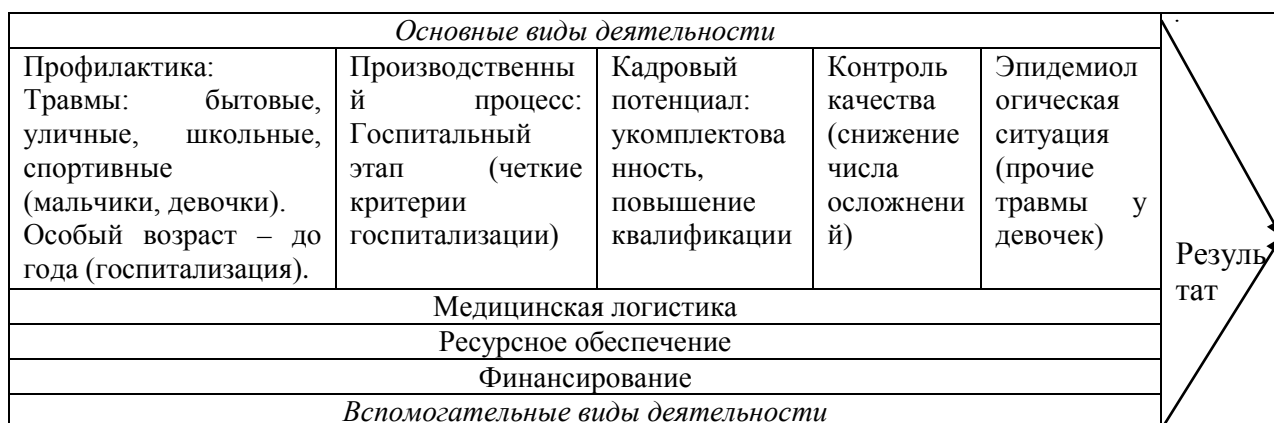 Основные виды деятельности
Профилактика:
Травмы: бытовые,
уличные, школьные,
спортивные
(мальчики, девочки).
Особый возраст – до
года (госпитализация).
Производственны
й процесс:
Госпитальный
этап (четкие
критерии
госпитализации)
Кадровый
потенциал:
укомплектова
нность,
повышение
квалификации
Контроль
качества
(снижение
числа
осложнени
й)
Эпидемиол
огическая
ситуация
(прочие
травмы у
девочек)
Резуль
тат
Медицинская логистика
Ресурсное обеспечение
Финансирование
Вспомогательные виды деятельности